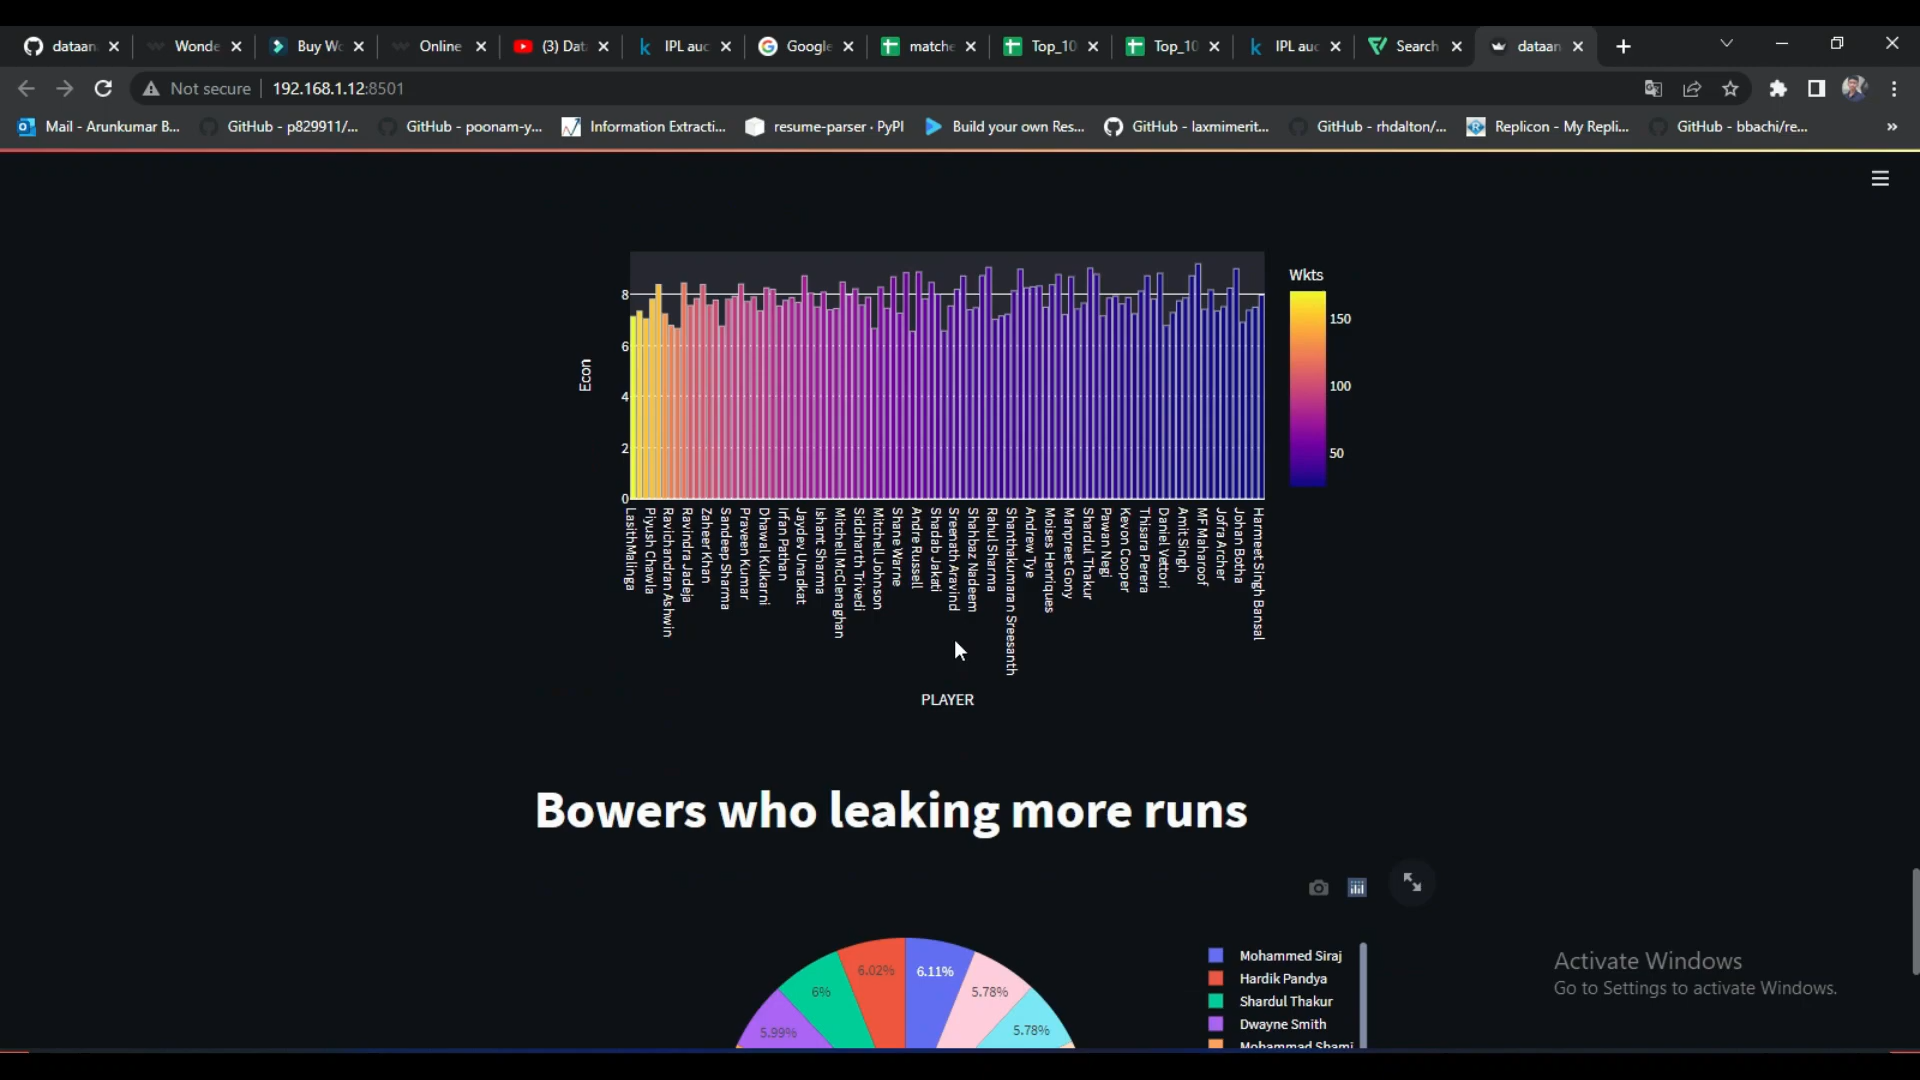 dataan Wonde Buy Wo Online (3) Dat IPL auc Google matche Top_10 Top_10 IPL auc Search dataan
Not secure 192.168.1.12:8501
Mail - Arunkumar B... GitHub - p829911/... GitHub - poonam-y... Information Extracti... resume-parser · PyPI Build your own Res... GitHub - laxmimerit... GitHub - rhdalton/... Replicon - My Repli... GitHub - bbachi/re... »
Wkts
150
100
50
Econ
8
6
4
2
0
Lasith Malinga
Piyush Chawla
Ravichandran Ashwin
Ravindra Jadeja
Zaheer Khan
Sandeep Sharma
Praveen Kumar
Dhawal Kulkarni
Irfan Pathan
Jaydev Unadkat
Ishant Sharma
Mitchell McClenaghan
Siddharth Trivedi
Mitchell Johnson
Shane Warne
Andre Russell
Shadab Jakati
Sreenath Aravind
Shahbaz Nadeem
Rahul Sharma
Shanthakumaran Sreesanth
Andrew Tye
Moises Henriques
Manpreet Gony
Shardul Thakur
Pawan Negi
Kevon Cooper
Thisara Perera
Daniel Vettori
Amit Singh
MF Maharoof
Jofra Archer
Johan Botha
Harmeet Singh Bansal
PLAYER
Bowers who leaking more runs
6.02%
6.11%
6%
5.78%
5.99%
5.78%
Mohammed Siraj
Hardik Pandya
Shardul Thakur
Dwayne Smith
Mohammad Shami
Activate Windows
Go to Settings to activate Windows.